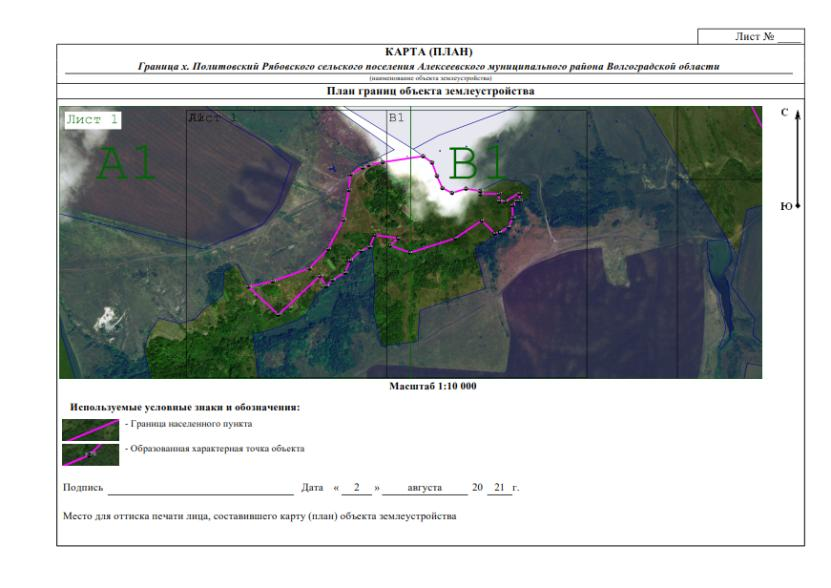 Лист № ____
КАРТА (ПЛАН)
Граница х. Политовский Рябовского сельского поселения Алексеевского муниципального района Волгоградской области
(наименование объекта землеустройства)
План границ объекта землеустройства
Лист 1
Лист 1
В1
А1
В1
С
Ю
Масштаб 1:10 000
Используемые условные знаки и обозначения:
- Граница населенного пункта
- Образованная характерная точка объекта
Подпись ____ Дата « 2 » августа 20 21 г.
Место для оттиска печати лица, составившего карту (план) объекта землеустройства